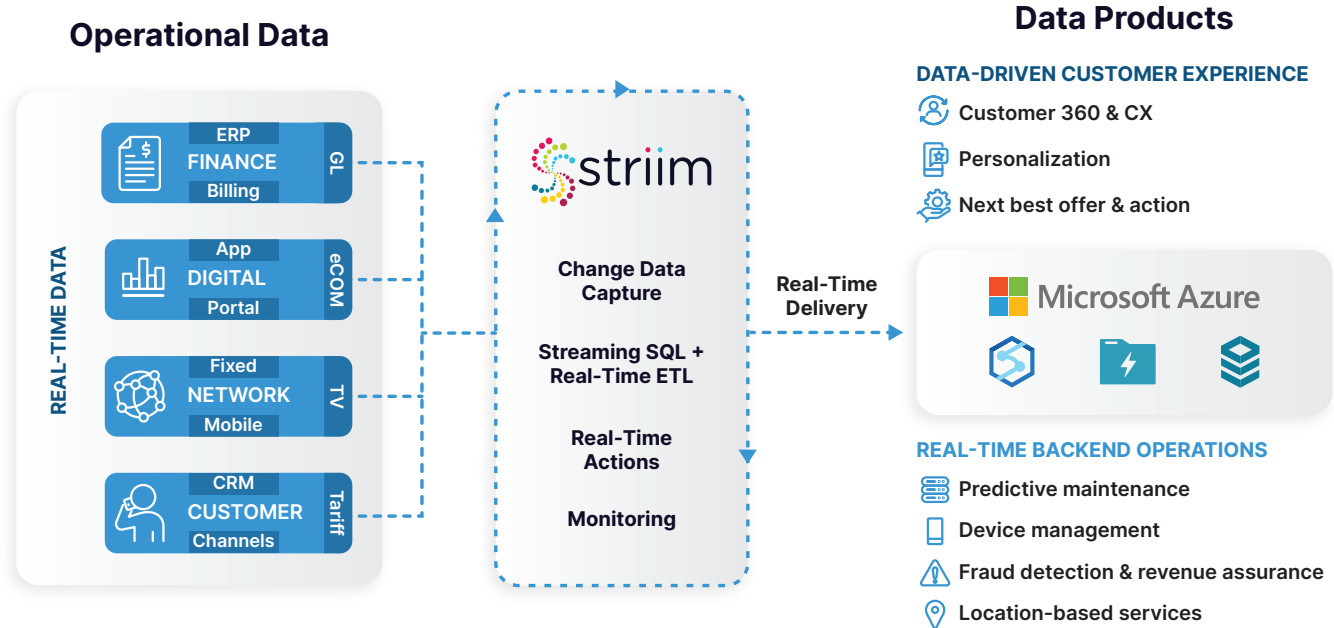 Operational Data
REAL-TIME DATA
ERP
FINANCE
Billing
GL
$
App
DIGITAL
Portal
eCOM
Fixed
NETWORK
Mobile
TV
CRM
CUSTOMER
Channels
Tariff
striim
Change Data
Capture
Streaming SQL +
Real-Time ETL
Real-Time
Actions
Monitoring
Real-Time
Delivery
Data Products
DATA-DRIVEN CUSTOMER EXPERIENCE
Customer 360 & CX
Personalization
Next best offer & action
Microsoft Azure
REAL-TIME BACKEND OPERATIONS
Predictive maintenance
Device management
Fraud detection & revenue assurance
Location-based services